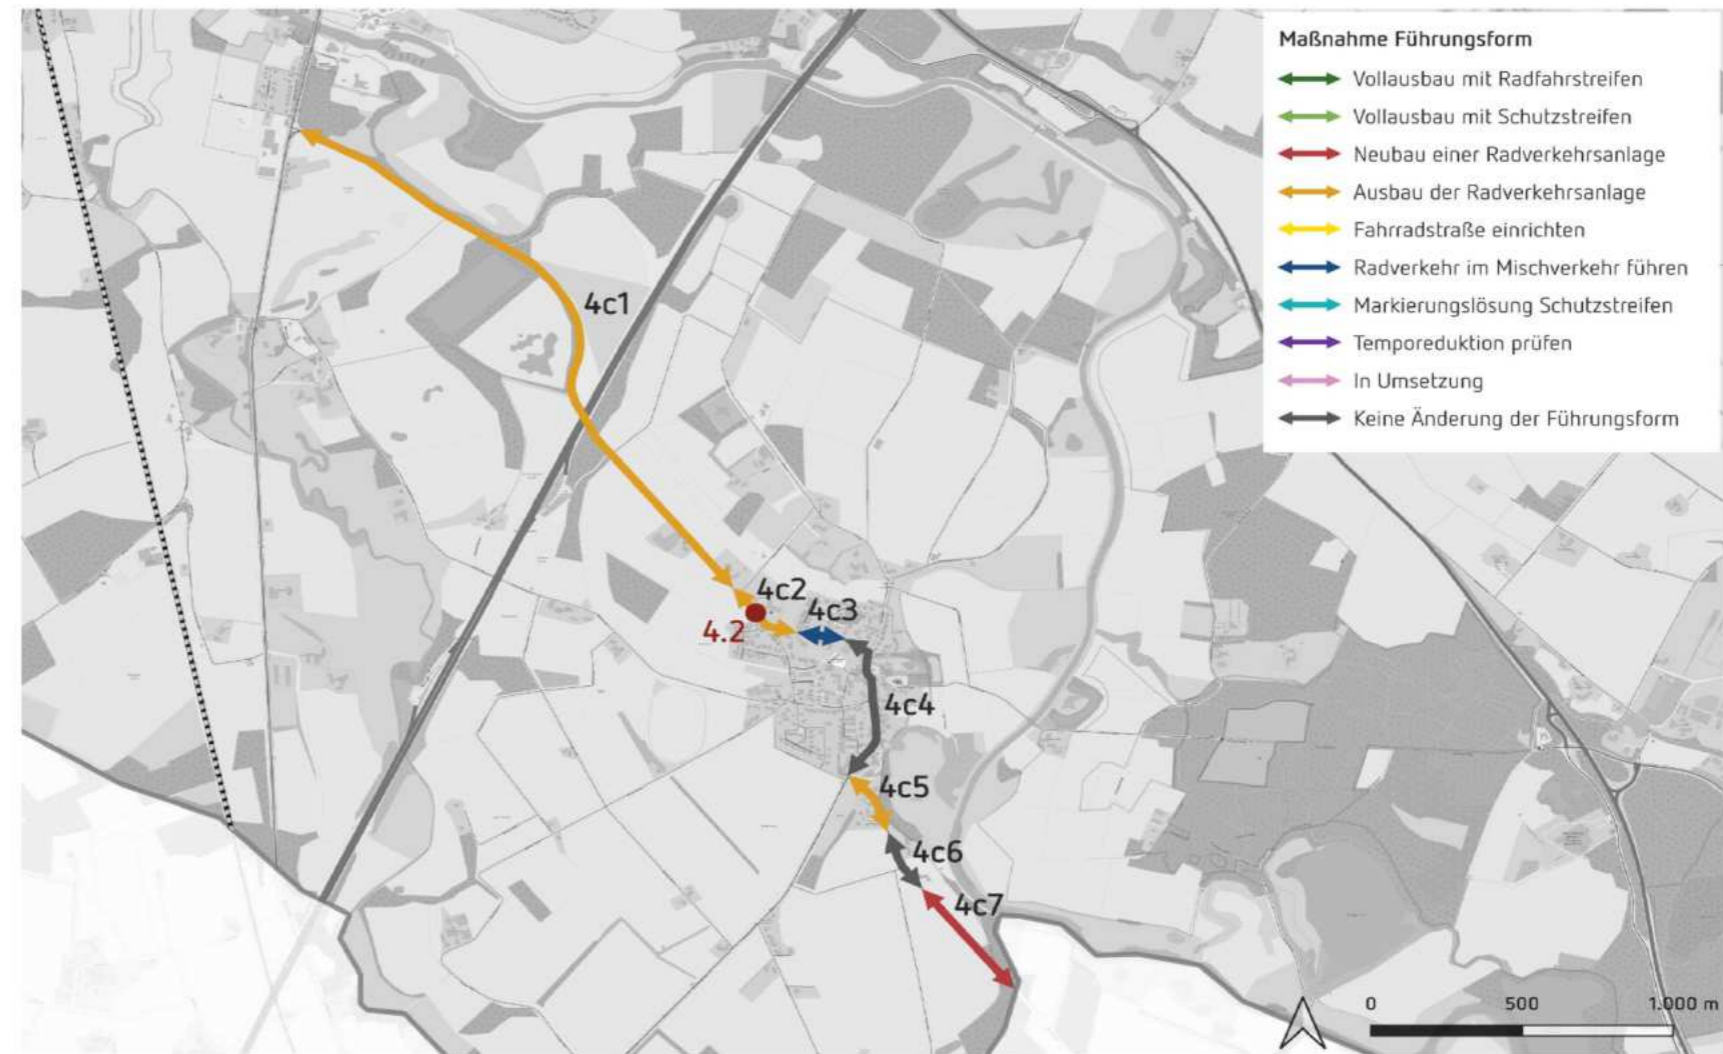 Maßnahme Führungsform
Vollausbau mit Radfahrstreifen
Vollausbau mit Schutzstreifen
Neubau einer Radverkehrsanlage
Ausbau der Radverkehrsanlage
Fahrradstraße einrichten
Radverkehr im Mischverkehr führen
Markierungslösung Schutzstreifen
Temporeduktion prüfen
In Umsetzung
Keine Änderung der Führungsform
4c1
4c2
4c3
4.2
4c4
4c5
4c6
4c7
0 500 1.000 m